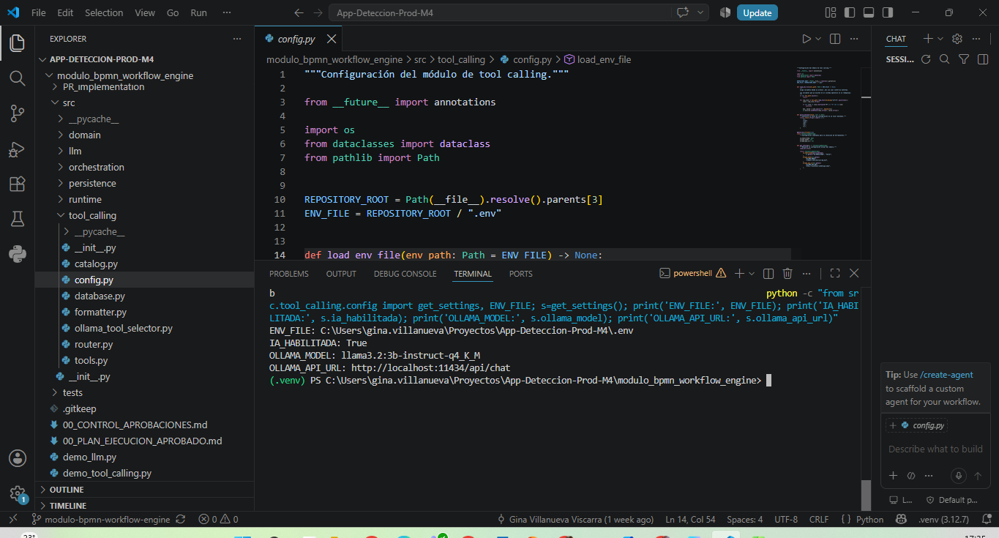 File Edit Selection View Go Run ··· App-Deteccion-Prod-M4 Update
EXPLORER
APP-DETECCION-PROD-M4
modulo_bpmn_workflow_engine
PR_implementation
src
__pycache__
domain
llm
orchestration
persistence
runtime
tool_calling
__pycache__
__init__.py
catalog.py
config.py
database.py
formatter.py
ollama_tool_selector.py
router.py
tools.py
__init__.py
tests
.gitkeep
00_CONTROL_APROBACIONES.md
00_PLAN_EJECUCION_APROBADO.md
demo_llm.py
demo_tool_calling.py
OUTLINE
TIMELINE
config.py
modulo_bpmn_workflow_engine > src > tool_calling > config.py > load_env_file
1 """Configuración del módulo de tool calling."""
2
3 from __future__ import annotations
4
5 import os
6 from dataclasses import dataclass
7 from pathlib import Path
8
9
10 REPOSITORY_ROOT = Path(__file__).resolve().parents[3]
11 ENV_FILE = REPOSITORY_ROOT / ".env"
12
13
14 def load_env_file(env_path: Path = ENV_FILE) -> None:
PROBLEMS OUTPUT DEBUG CONSOLE TERMINAL PORTS powershell
b python -c "from sr
c.tool_calling.config import get_settings, ENV_FILE; s=get_settings(); print('ENV_FILE:', ENV_FILE); print('IA_HABI
LITADA:', s.ia_habilitada); print('OLLAMA_MODEL:', s.ollama_model); print('OLLAMA_API_URL:', s.ollama_api_url)"
ENV_FILE: C:\Users\gina.villanueva\Proyectos\App-Deteccion-Prod-M4\.env
IA_HABILITADA: True
OLLAMA_MODEL: llama3.2:3b-instruct-q4_K_M
OLLAMA_API_URL: http://localhost:11434/api/chat
(.venv) PS C:\Users\gina.villanueva\Proyectos\App-Deteccion-Prod-M4\modulo_bpmn_workflow_engine>
CHAT
SESSI...
Tip: Use /create-agent
to scaffold a custom
agent for your workflow.
config.py
Describe what to build
L... Default p...
1
modulo-bpmn-workflow-engine 0 0 Gina Villanueva Viscarra (1 week ago) Ln 14, Col 54 Spaces: 4 UTF-8 CRLF { } Python .venv (3.12.7)